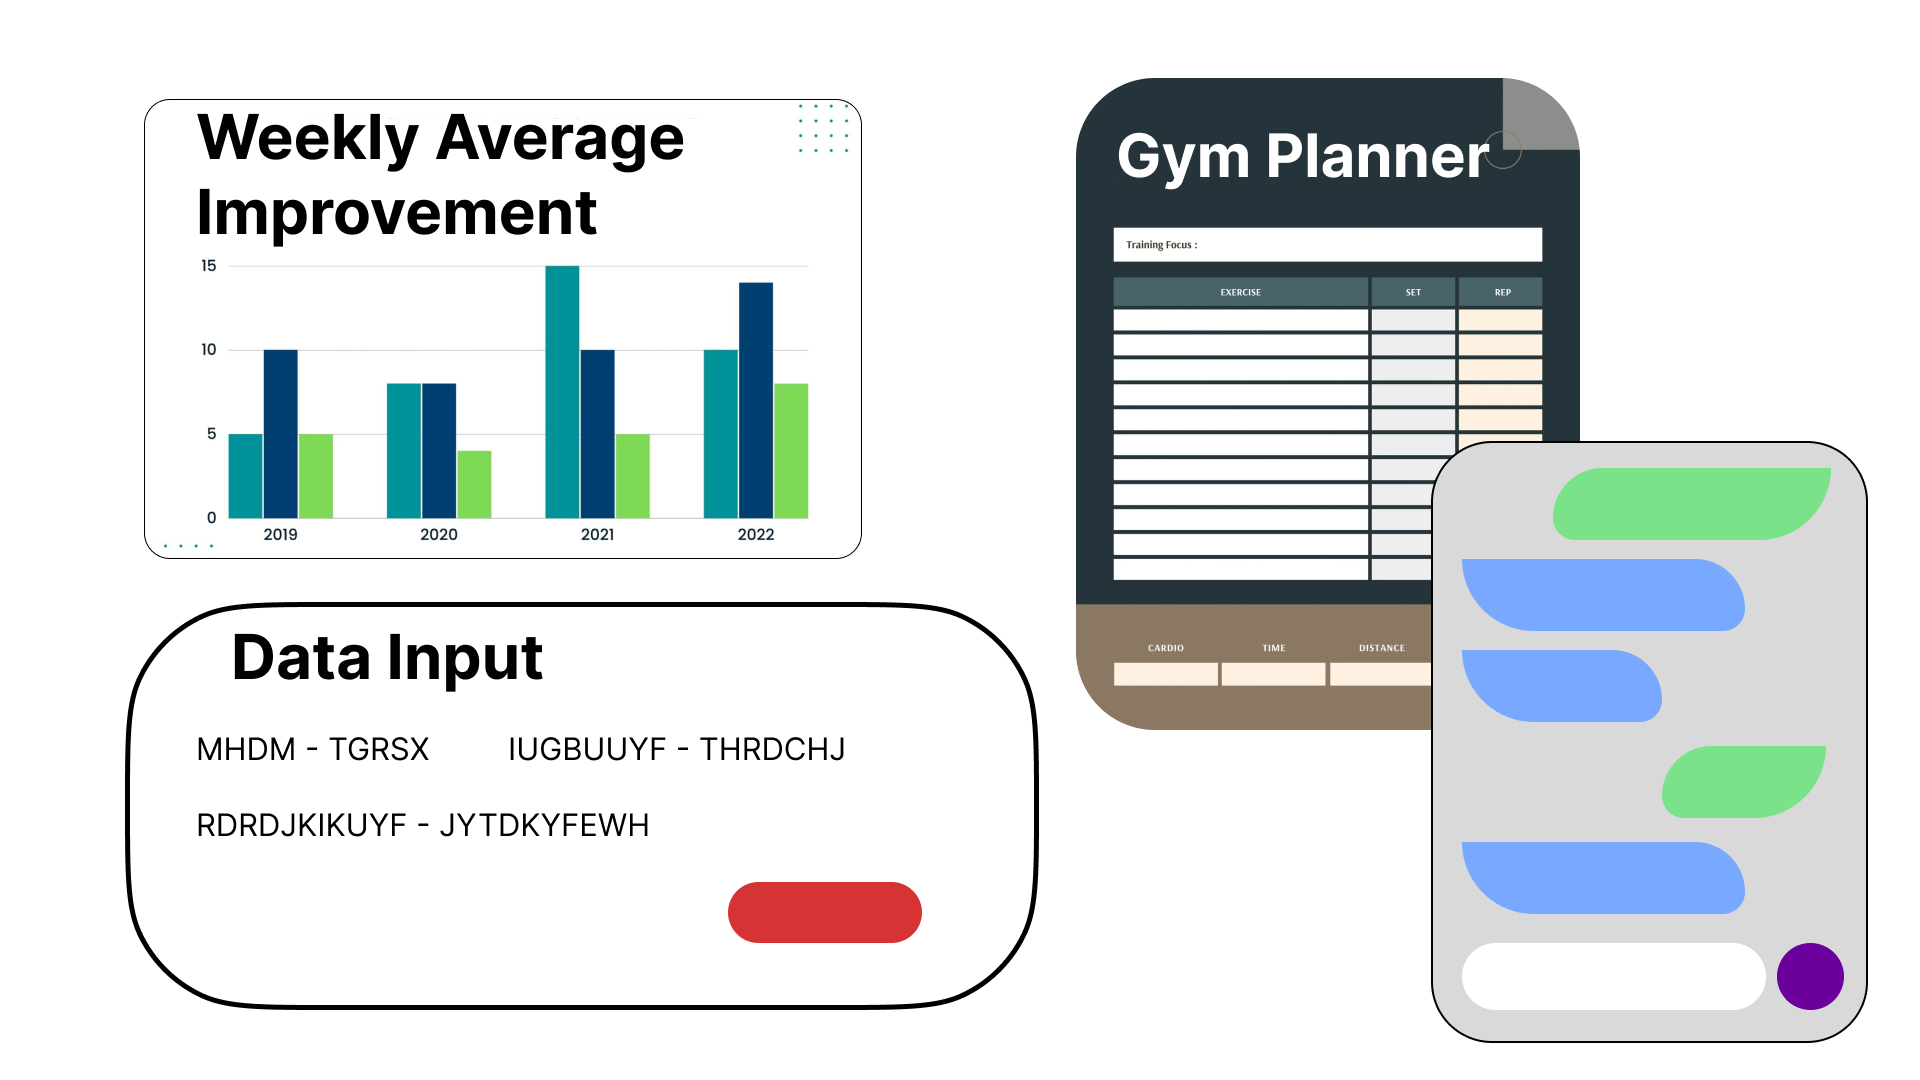 Weekly Average
Improvement
15
10
5
0
2019 2020 2021 2022
Data Input
MHDM - TGRSX IUGBUUYF - THRDCHJ
RDRDJKIKUYF - JYTDKYFEWH
Gym Planner
Training Focus :
EXERCISE SET REP
CARDIO TIME DISTANCE